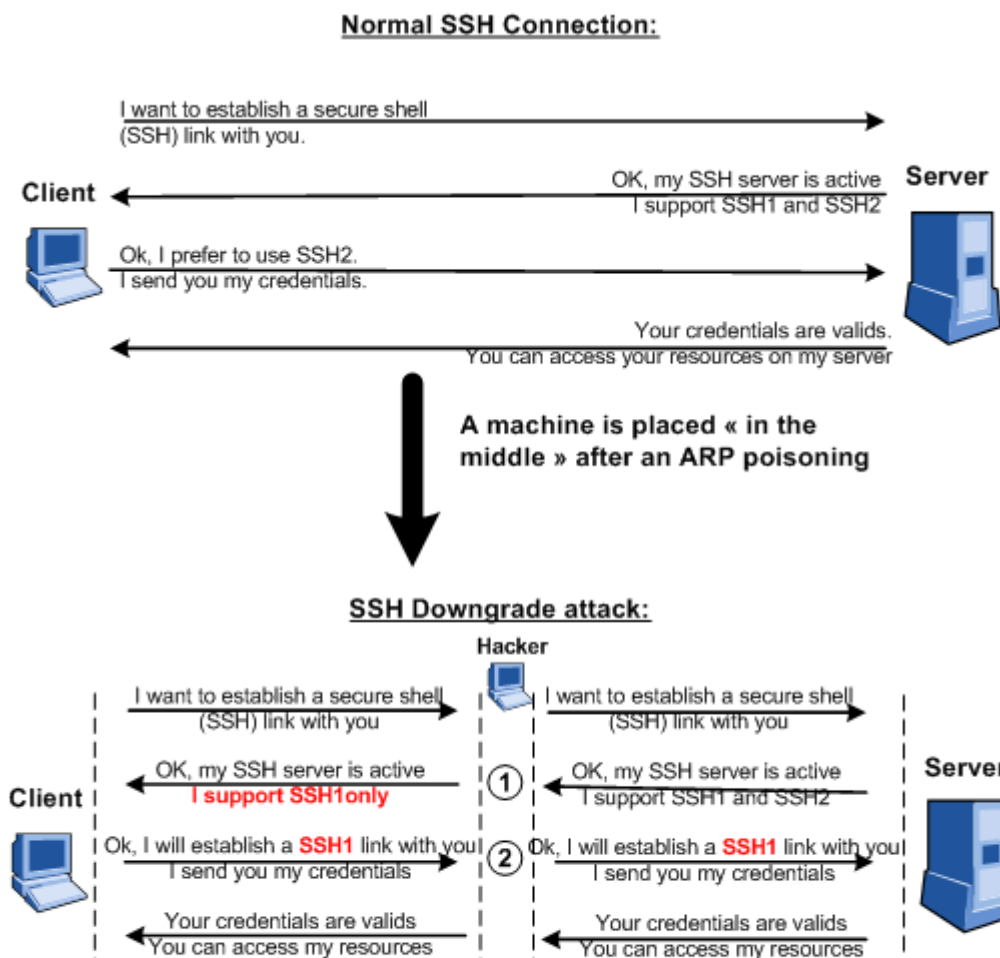 Normal SSH Connection:
I want to establish a secure shell
(SSH) link with you.
Client
OK, my SSH server is active
I support SSH1 and SSH2
Server
Ok, I prefer to use SSH2.
I send you my credentials.
Your credentials are valids.
You can access your resources on my server
A machine is placed « in the
middle » after an ARP poisoning
SSH Downgrade attack:
Hacker
I want to establish a secure shell
(SSH) link with you
I want to establish a secure shell
(SSH) link with you
Client
OK, my SSH server is active
I support SSH1only
1
OK, my SSH server is active
I support SSH1 and SSH2
Server
Ok, I will establish a SSH1 link with you
I send you my credentials
2
Ok, I will establish a SSH1 link with you
I send you my credentials
Your credentials are valids
You can access my resources
Your credentials are valids
You can access my resources